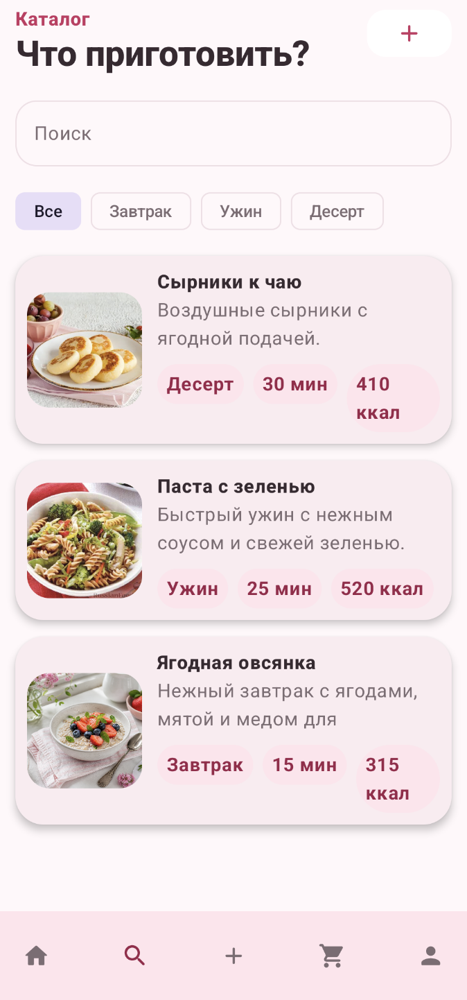 Каталог
Что приготовить?
Поиск
Все
Завтрак
Ужин
Десерт
Сырники к чаю
Воздушные сырники с
ягодной подачей.
Десерт
30 мин
410
ккал
Паста с зеленью
Быстрый ужин с нежным
соусом и свежей зеленью.
Ужин
25 мин
520 ккал
Ягодная овсянка
Нежный завтрак с ягодами,
мятой и медом для
Завтрак
15 мин
315
ккал